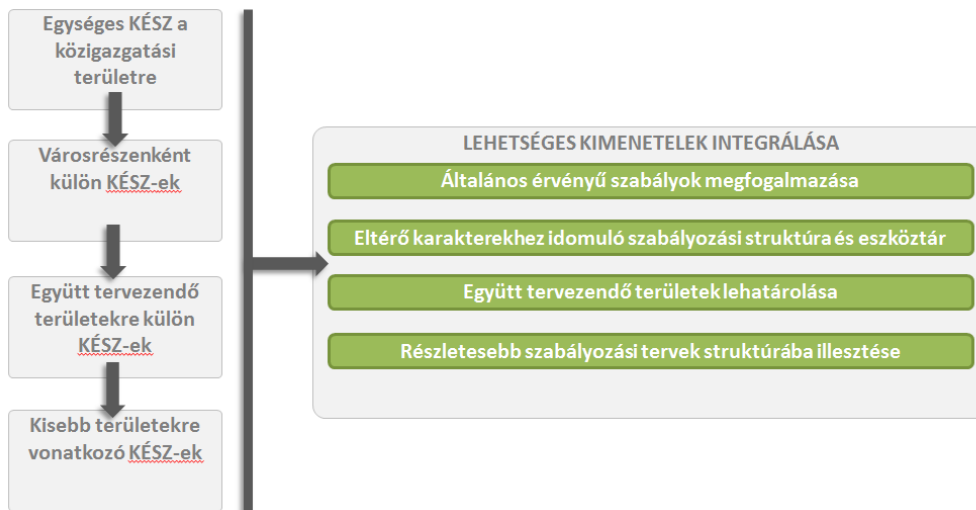 Egységes KÉSZ a
közigazgatási
területre
Városrészenként
külön KÉSZ-ek
Együtt tervezendő
területekre külön
KÉSZ-ek
Kisebb területekre
vonatkozó KÉSZ-ek
LEHETSÉGES KIMENETELEK INTEGRÁLÁSA
Általános érvényű szabályok megfogalmazása
Eltérő karakterekhez idomuló szabályozási struktúra és eszköztár
Együtt tervezendő területek lehatárolása
Részletesebb szabályozási tervek struktúrába illesztése